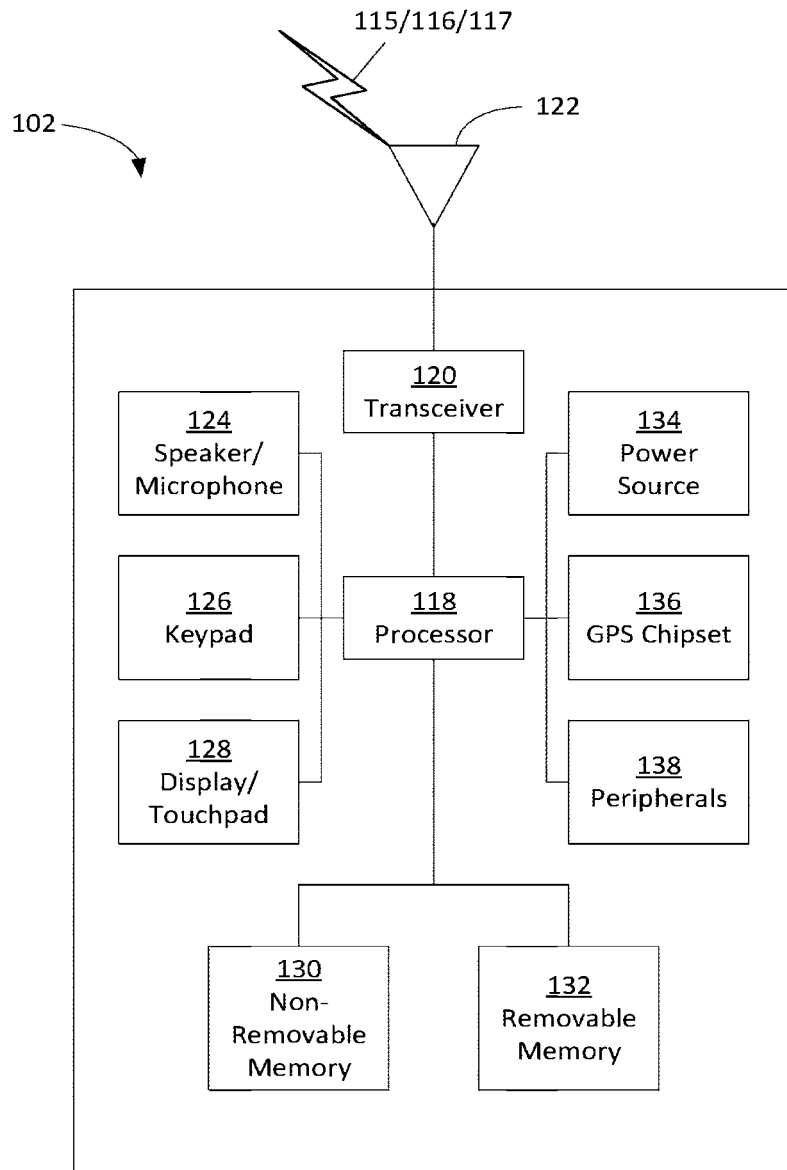 115/116/117
122
102
120
Transceiver
124
Speaker/
Microphone
134
Power
Source
126
Keypad
118
Processor
136
GPS Chipset
128
Display/
Touchpad
138
Peripherals
130
Non-
Removable
Memory
132
Removable
Memory